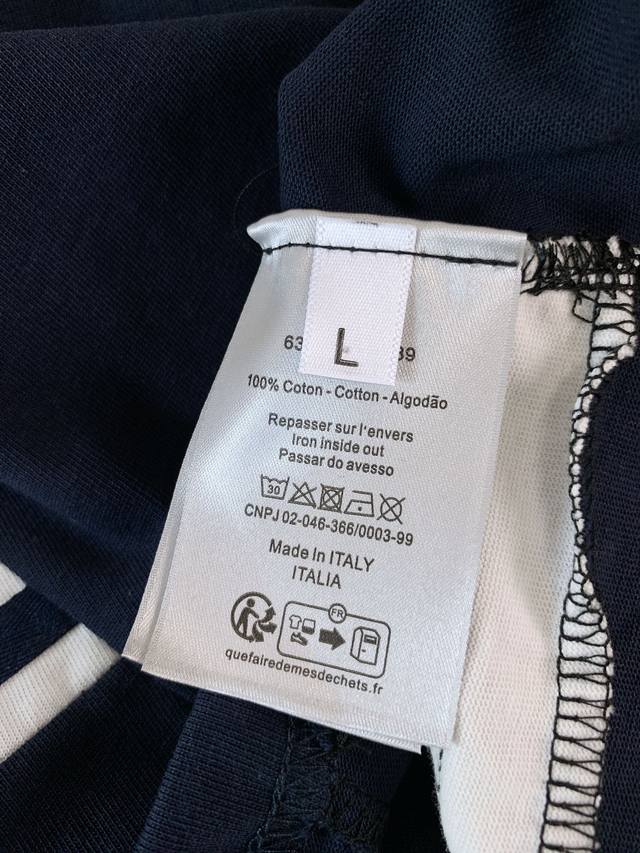 L
63 39
100% Coton - Cotton - Algodão
Repasser sur l'envers
Iron inside out
Passar do avesso
30
CNPJ 02-046-366/0003-99
Made In ITALY
ITALIA
FR
quefairedemesdechets.fr